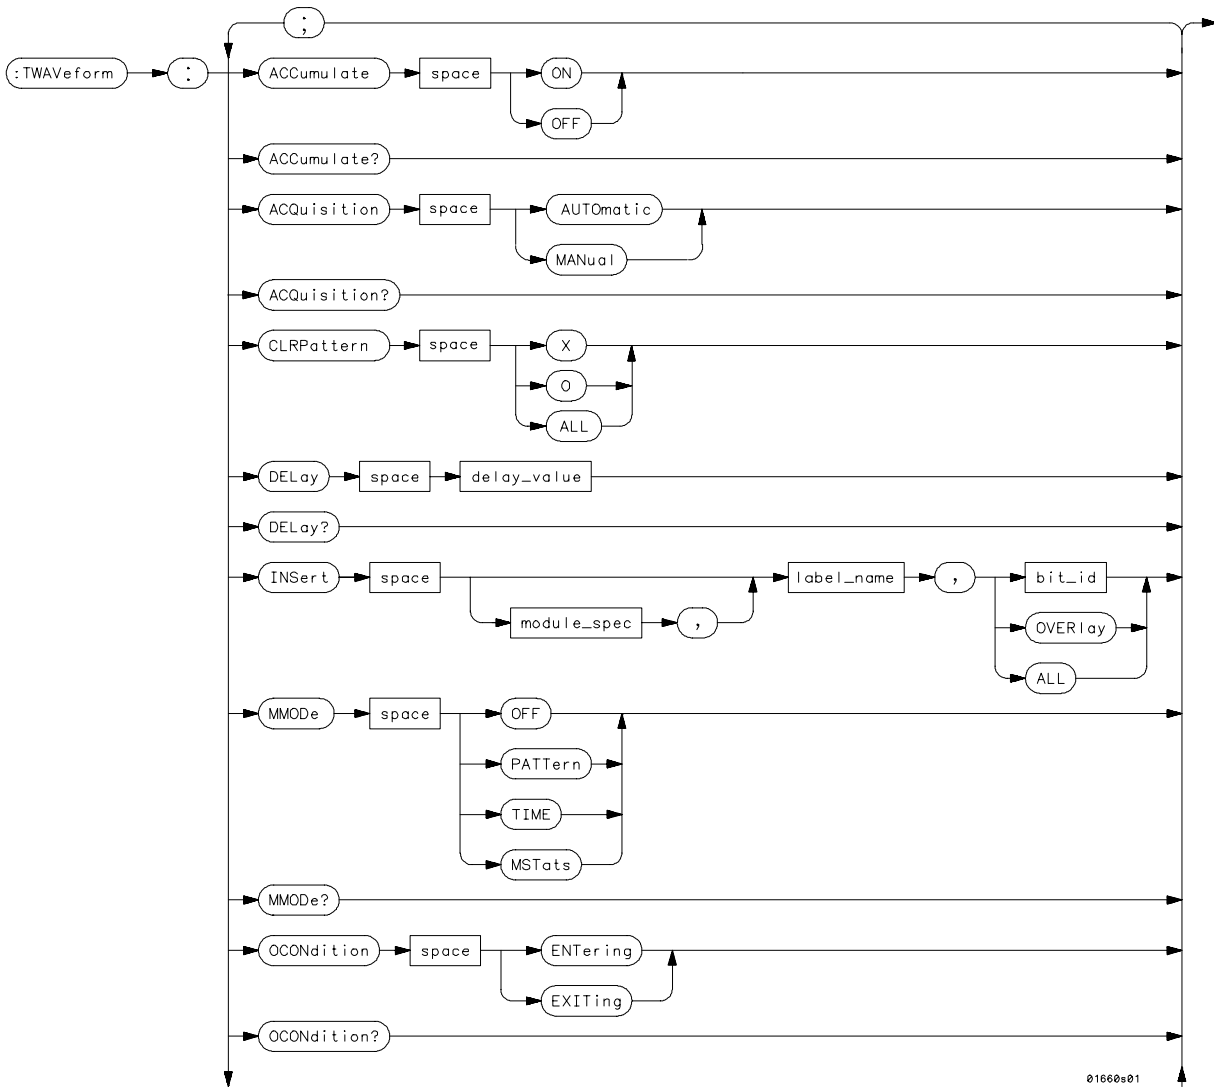 ;
:TWAVeform : ACCumulate space ON
OFF
ACCumulate?
ACQuisition space AUTOmatic
MANual
ACQuisition?
CLRPattern space X
O
ALL
DELay space delay_value
DELay?
INSert space label_name , bit_id
module_spec , OVERlay
ALL
MMODe space OFF
PATTern
TIME
MSTats
MMODe?
OCONdition space ENTering
EXITing
OCONdition?
01660s01